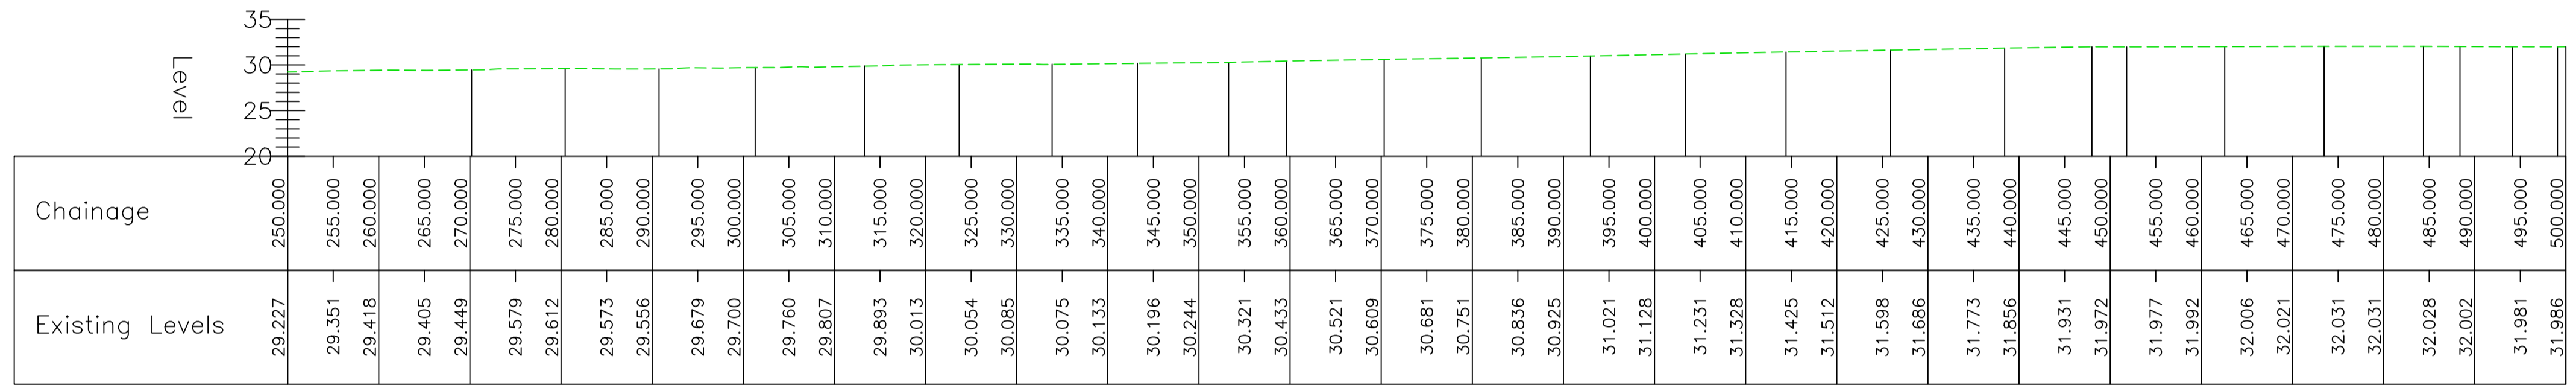 35
30
25
20
Level
Chainage 250.000 255.000 260.000 265.000 270.000 275.000 280.000 285.000 290.000 295.000 300.000 305.000 310.000 315.000 320.000 325.000 330.000 335.000 340.000 345.000 350.000 355.000 360.000 365.000 370.000 375.000 380.000 385.000 390.000 395.000 400.000 405.000 410.000 415.000 420.000 425.000 430.000 435.000 440.000 445.000 450.000 455.000 460.000 465.000 470.000 475.000 480.000 485.000 490.000 495.000 500.000
Existing Levels 29.227 29.351 29.418 29.405 29.449 29.579 29.612 29.573 29.556 29.679 29.700 29.760 29.807 29.893 30.013 30.054 30.085 30.075 30.133 30.196 30.244 30.321 30.433 30.521 30.609 30.681 30.751 30.836 30.925 31.021 31.128 31.231 31.328 31.425 31.512 31.598 31.686 31.773 31.856 31.931 31.972 31.977 31.992 32.006 32.021 32.031 32.031 32.028 32.002 31.981 31.986